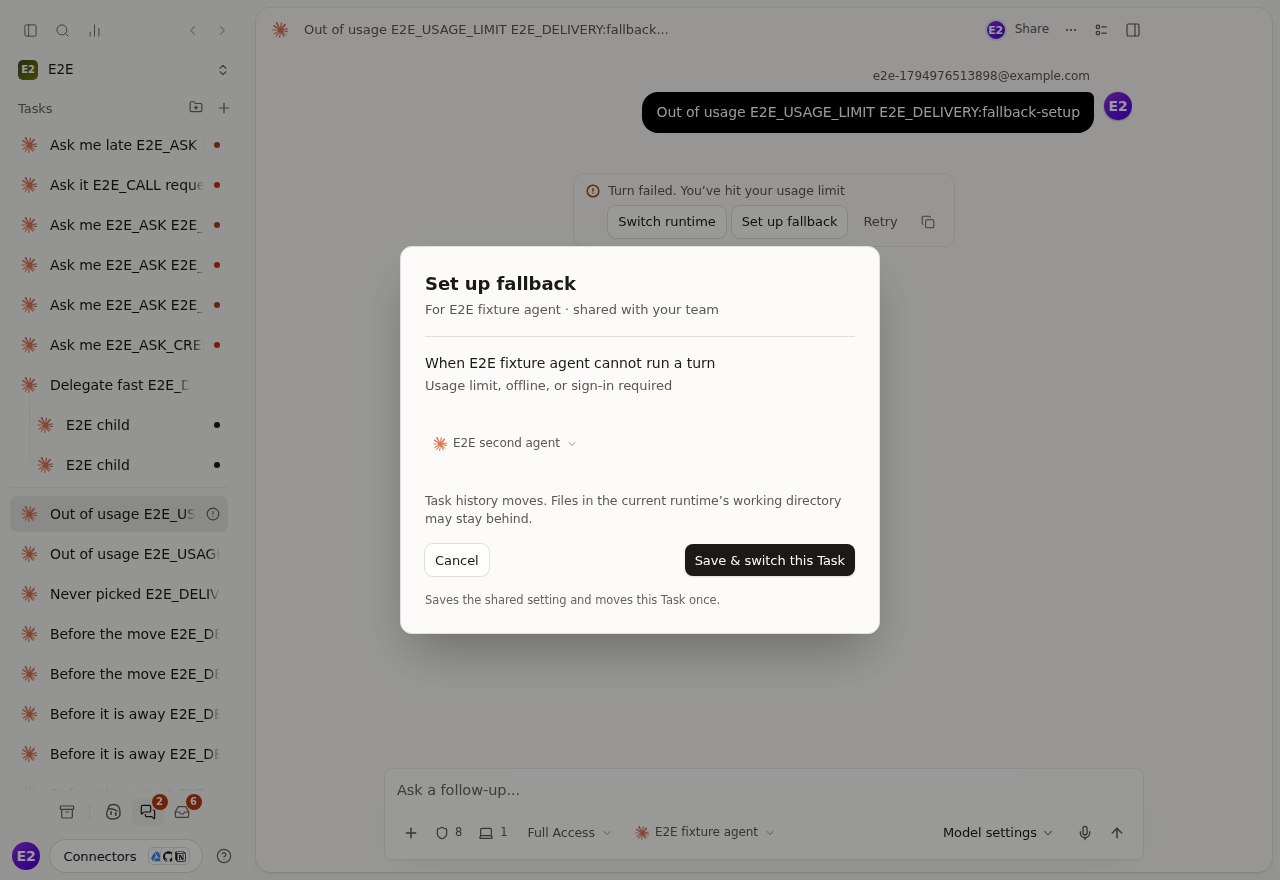 Out of usage E2E_USAGE_LIMIT E2E_DELIVERY:fallback...
E2 Share
E2 E2E
Tasks
Ask me late E2E_ASK
Ask it E2E_CALL reque
Ask me E2E_ASK E2E_
Ask me E2E_ASK E2E_
Ask me E2E_ASK E2E_
Ask me E2E_ASK_CRE
Delegate fast E2E_D
E2E child
E2E child
Out of usage E2E_US
Out of usage E2E_USAG
Never picked E2E_DELIV
Before the move E2E_DE
Before the move E2E_DE
Before it is away E2E_DE
Before it is away E2E_DE
2 6
E2 Connectors
e2e-1794976513898@example.com
Out of usage E2E_USAGE_LIMIT E2E_DELIVERY:fallback-setup
E2
Turn failed. You’ve hit your usage limit
Switch runtime Set up fallback Retry
Set up fallback
For E2E fixture agent · shared with your team
When E2E fixture agent cannot run a turn
Usage limit, offline, or sign-in required
E2E second agent
Task history moves. Files in the current runtime’s working directory
may stay behind.
Cancel Save & switch this Task
Saves the shared setting and moves this Task once.
Ask a follow-up...
8 1 Full Access E2E fixture agent Model settings